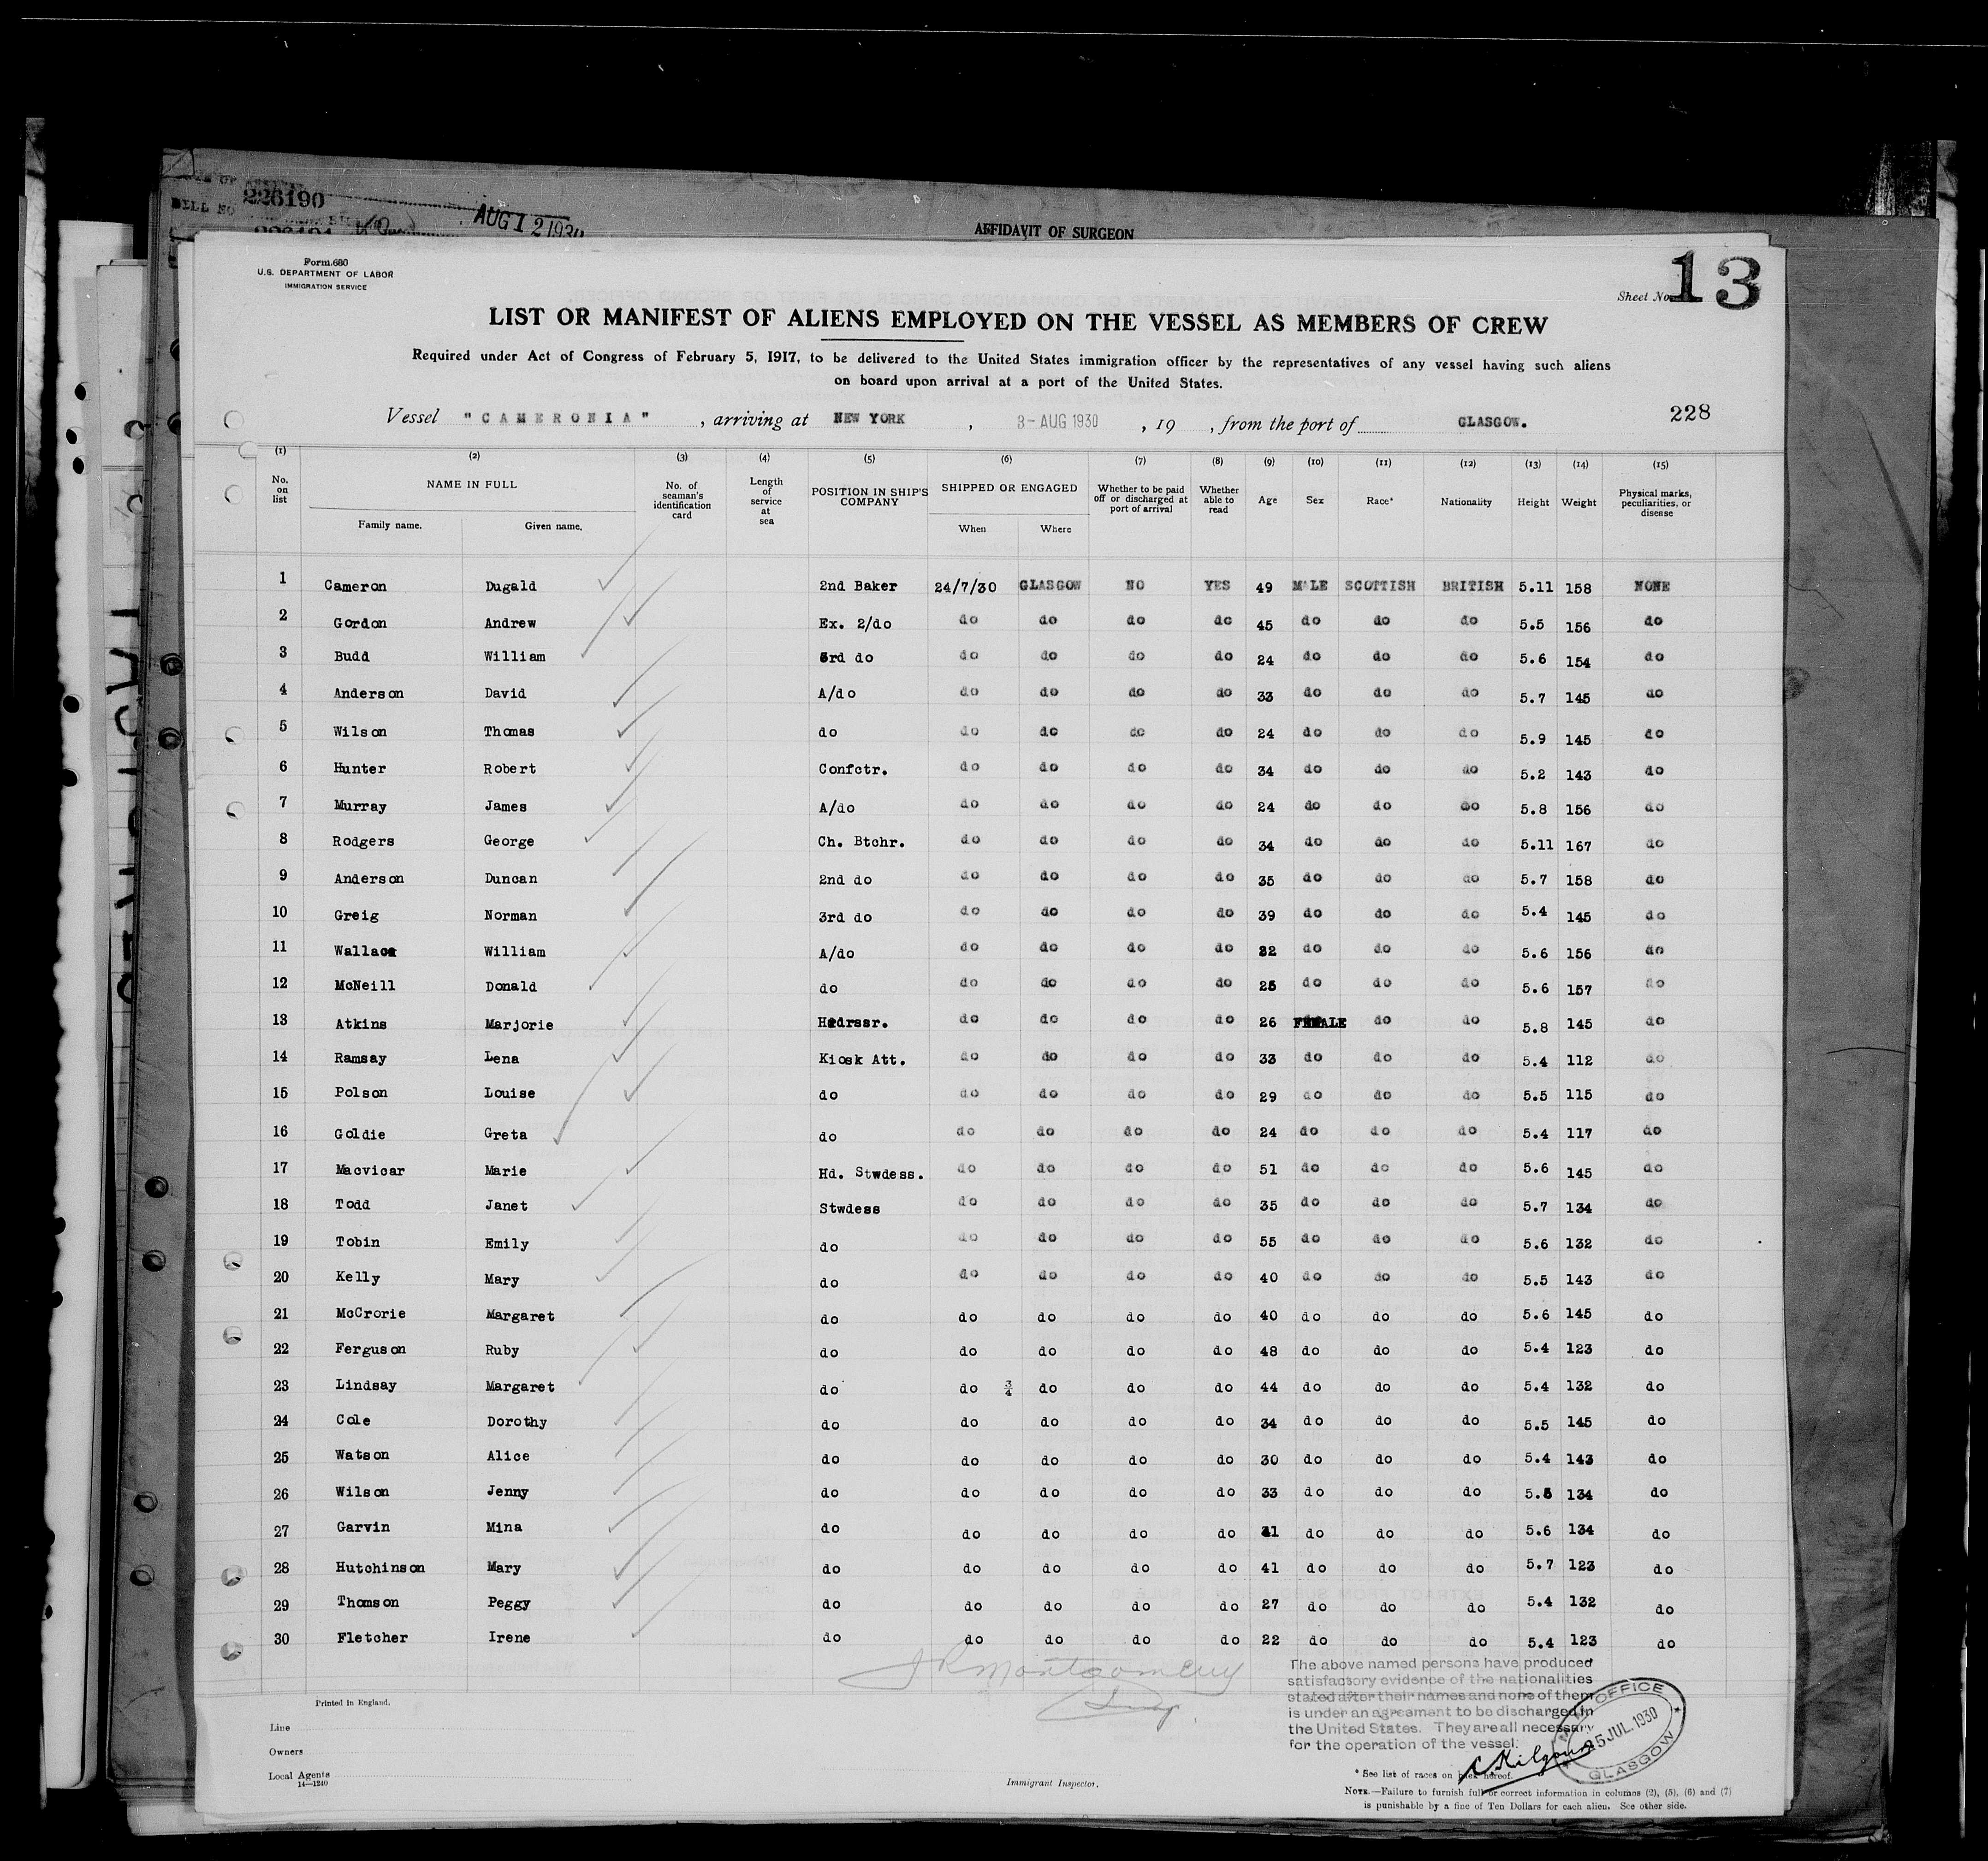 226190
AUG 12 1930
AFFIDAVIT OF SURGEON
Form 680
U.S. DEPARTMENT OF LABOR
IMMIGRATION SERVICE
Sheet No. 13
LIST OR MANIFEST OF ALIENS EMPLOYED ON THE VESSEL AS MEMBERS OF CREW
Required under Act of Congress of February 5, 1917, to be delivered to the United States immigration officer by the representatives of any vessel having such aliens
on board upon arrival at a port of the United States.
Vessel "CAMERONIA", arriving at NEW YORK, 3- AUG 1930, 19 , from the port of GLASGOW. 228
(1) (2) (3) (4) (5) (6) (7) (8) (9) (10) (11) (12) (13) (14) (15)
No. on list NAME IN FULL No. of seaman's identification card Length of service at sea POSITION IN SHIP'S COMPANY SHIPPED OR ENGAGED Whether to be paid off or discharged at port of arrival Whether able to read Age Sex Race* Nationality Height Weight Physical marks, peculiarities, or disease
Family name. Given name. When Where
1 Cameron Dugald 2nd Baker 24/7/30 GLASGOW NO YES 49 MALE SCOTTISH BRITISH 5.11 158 NONE
2 Gordon Andrew Ex. 2/do do do do do 45 do do do 5.5 156 do
3 Budd William 3rd do do do do do 24 do do do 5.6 154 do
4 Anderson David A/do do do do do 33 do do do 5.7 145 do
5 Wilson Thomas do do do do do 24 do do do 5.9 145 do
6 Hunter Robert Confctr. do do do do 34 do do do 5.2 143 do
7 Murray James A/do do do do do 24 do do do 5.8 156 do
8 Rodgers George Ch. Btchr. do do do do 34 do do do 5.11 167 do
9 Anderson Duncan 2nd do do do do do 35 do do do 5.7 158 do
10 Greig Norman 3rd do do do do do 39 do do do 5.4 145 do
11 Wallace William A/do do do do do do do do 5.6 156 do
12 McNeill Donald do do do do do 25 do do do 5.6 157 do
13 Atkins Marjorie Hdrssr. do do do do 26 FEMALE do do 5.8 145 do
14 Ramsay Lena Kiosk Att. do do do do 33 do do do 5.4 112 do
15 Polson Louise do do do do do 29 do do do 5.5 115 do
16 Goldie Greta do do do do do 24 do do do 5.4 117 do
17 Macvicar Marie Hd. Stwdess. do do do do 51 do do do 5.6 145 do
18 Todd Janet Stwdess do do do do 35 do do do 5.7 134 do
19 Tobin Emily do do do do do 55 do do do 5.6 132 do
20 Kelly Mary do do do do do 40 do do do 5.5 143 do
21 McCrorie Margaret do do do do do 40 do do do 5.6 145 do
22 Ferguson Ruby do do do do do 48 do do do 5.4 123 do
23 Lindsay Margaret do do ¾ do do do 44 do do do 5.4 132 do
24 Cole Dorothy do do do do do 34 do do do 5.5 145 do
25 Watson Alice do do do do do 30 do do do 5.4 143 do
26 Wilson Jenny do do do do do 33 do do do 5.5 134 do
27 Garvin Mina do do do do do do do do 5.6 134 do
28 Hutchinson Mary do do do do do 41 do do do 5.7 123 do
29 Thomson Peggy do do do do do 27 do do do 5.4 132 do
30 Fletcher Irene do do do do do 22 do do do 5.4 123 do
J R Montgomery
The above named persons have produced
satisfactory evidence of the nationalities
stated after their names and none of them
is under an agreement to be discharged in
the United States. They are all necessary
for the operation of the vessel.
C. Kilgour
OFFICE
25 JUL. 1930
GLASGOW
Printed in England.
Line
Owners
Local Agents
14—1240
Immigrant Inspector.
* See list of races on back hereof.
NOTE.—Failure to furnish full or correct information in columns (2), (5), (6) and (7)
is punishable by a fine of Ten Dollars for each alien. See other side.